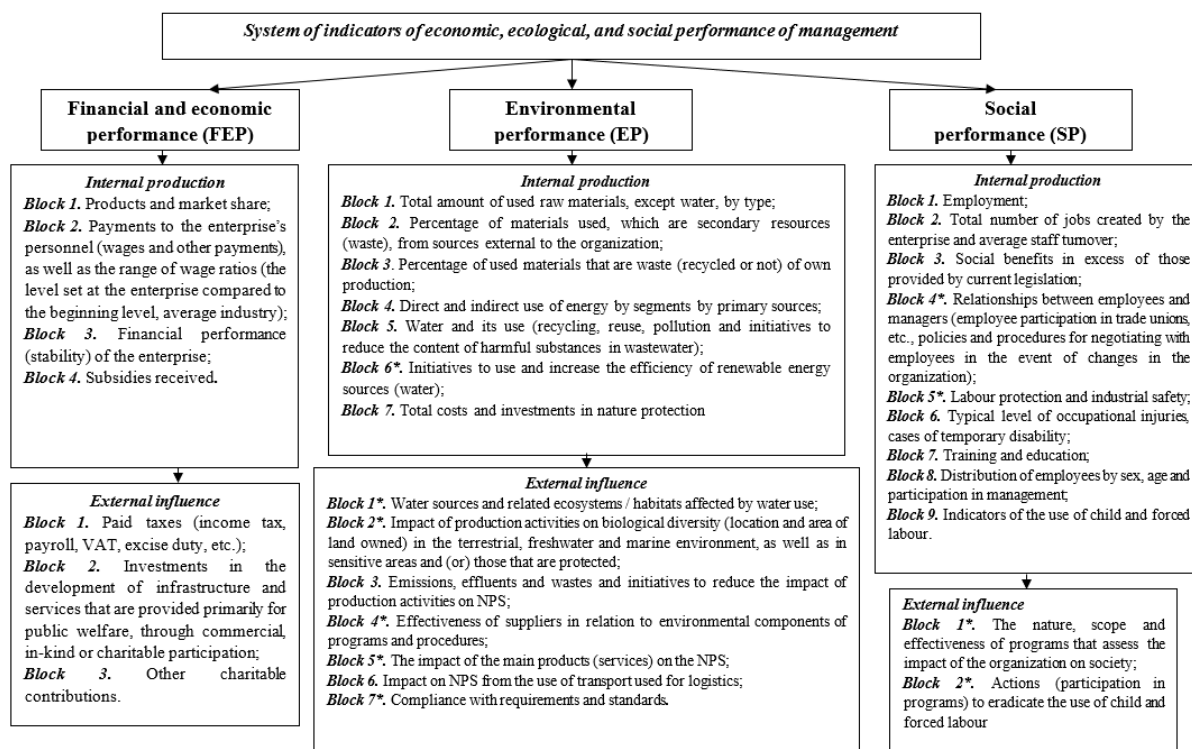 System of indicators of economic, ecological, and social performance of management
Financial and economic
performance (FEP)
Internal production
Block 1. Products and market share;
Block 2. Payments to the enterprise's
personnel (wages and other payments),
as well as the range of wage ratios (the
level set at the enterprise compared to
the beginning level, average industry);
Block 3. Financial performance
(stability) of the enterprise;
Block 4. Subsidies received.
External influence
Block 1. Paid taxes (income tax,
payroll, VAT, excise duty, etc.);
Block 2. Investments in the
development of infrastructure and
services that are provided primarily for
public welfare, through commercial,
in-kind or charitable participation;
Block 3. Other charitable
contributions.
Environmental
performance (EP)
Internal production
Block 1. Total amount of used raw materials, except water, by type;
Block 2. Percentage of materials used, which are secondary resources
(waste), from sources external to the organization;
Block 3. Percentage of used materials that are waste (recycled or not) of own
production;
Block 4. Direct and indirect use of energy by segments by primary sources;
Block 5. Water and its use (recycling, reuse, pollution and initiatives to
reduce the content of harmful substances in wastewater);
Block 6*. Initiatives to use and increase the efficiency of renewable energy
sources (water);
Block 7. Total costs and investments in nature protection
External influence
Block 1*. Water sources and related ecosystems / habitats affected by water use;
Block 2*. Impact of production activities on biological diversity (location and area of
land owned) in the terrestrial, freshwater and marine environment, as well as in
sensitive areas and (or) those that are protected;
Block 3. Emissions, effluents and wastes and initiatives to reduce the impact of
production activities on NPS;
Block 4*. Effectiveness of suppliers in relation to environmental components of
programs and procedures;
Block 5*. The impact of the main products (services) on the NPS;
Block 6. Impact on NPS from the use of transport used for logistics;
Block 7*. Compliance with requirements and standards.
Social
performance (SP)
Internal production
Block 1. Employment;
Block 2. Total number of jobs created by the
enterprise and average staff turnover;
Block 3. Social benefits in excess of those
provided by current legislation;
Block 4*. Relationships between employees and
managers (employee participation in trade unions,
etc., policies and procedures for negotiating with
employees in the event of changes in the
organization);
Block 5*. Labour protection and industrial safety;
Block 6. Typical level of occupational injuries,
cases of temporary disability;
Block 7. Training and education;
Block 8. Distribution of employees by sex, age and
participation in management;
Block 9. Indicators of the use of child and forced
labour.
External influence
Block 1*. The nature, scope and
effectiveness of programs that assess the
impact of the organization on society;
Block 2*. Actions (participation in
programs) to eradicate the use of child and
forced labour